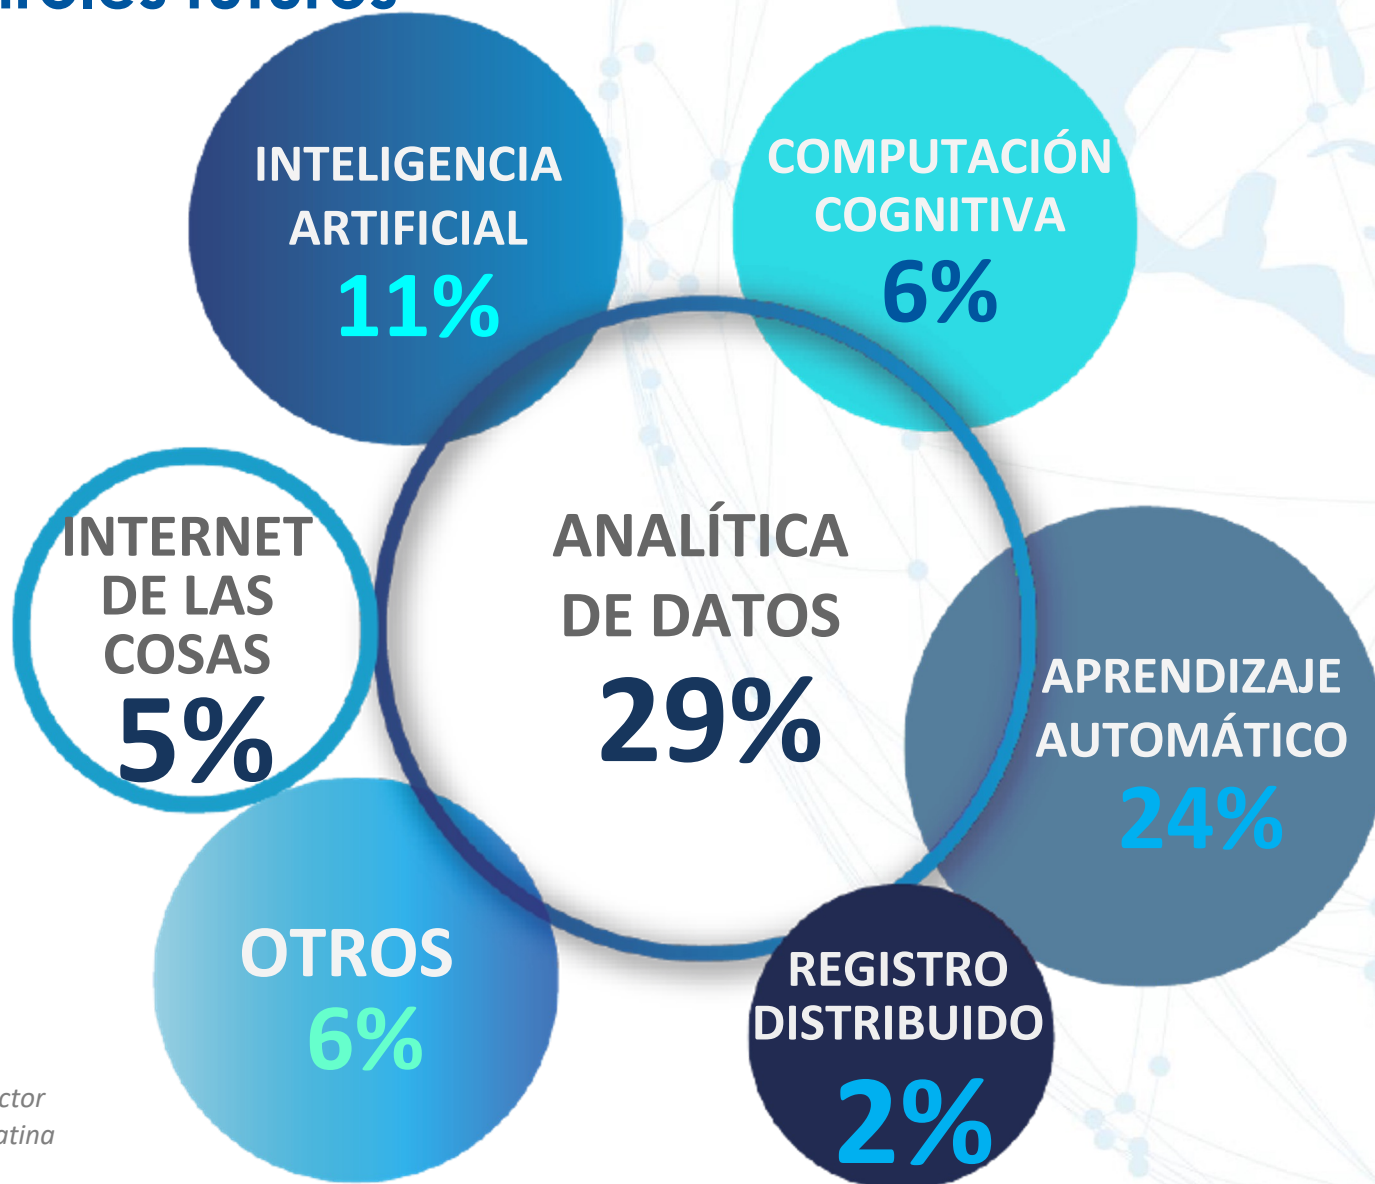 INTELIGENCIA
ARTIFICIAL
11%
COMPUTACIÓN
COGNITIVA
6%
INTERNET
DE LAS
COSAS
5%
ANALÍTICA
DE DATOS
29%
APRENDIZAJE
AUTOMÁTICO
24%
OTROS
6%
REGISTRO
DISTRIBUIDO
2%